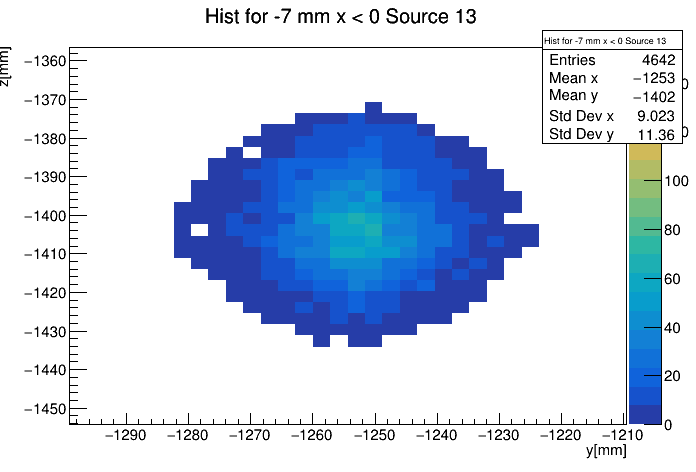 Hist for -7 mm x < 0 Source 13
z[mm]
Hist for -7 mm x < 0 Source 13
Entries 4642
Mean x −1253
Mean y −1402
Std Dev x 9.023
Std Dev y 11.36
−1360
−1370
−1380
−1390
−1400
−1410
−1420
−1430
−1440
−1450
0
0
100
80
60
40
20
0
−1290 −1280 −1270 −1260 −1250 −1240 −1230 −1220 −1210
y[mm]